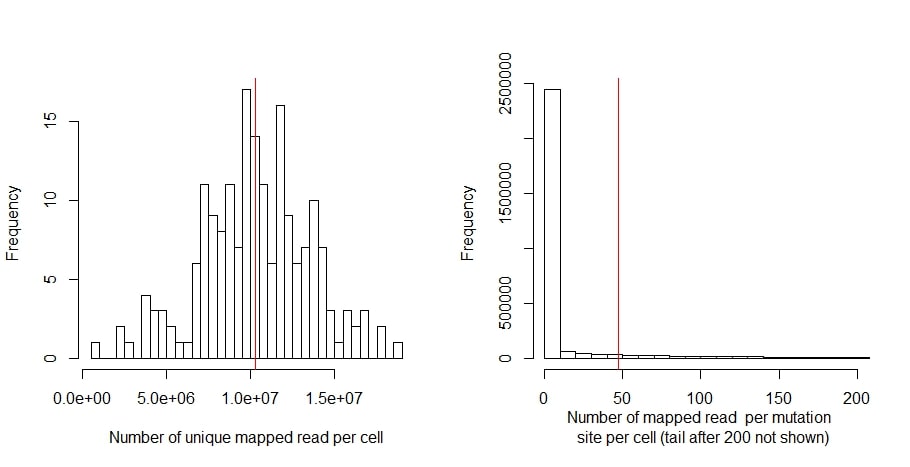 Frequency
15
10
5
0
0.0e+00 5.0e+06 1.0e+07 1.5e+07
Number of unique mapped read per cell
Frequency
2500000
1500000
500000
0
0 50 100 150 200
Number of mapped read per mutation
site per cell (tail after 200 not shown)